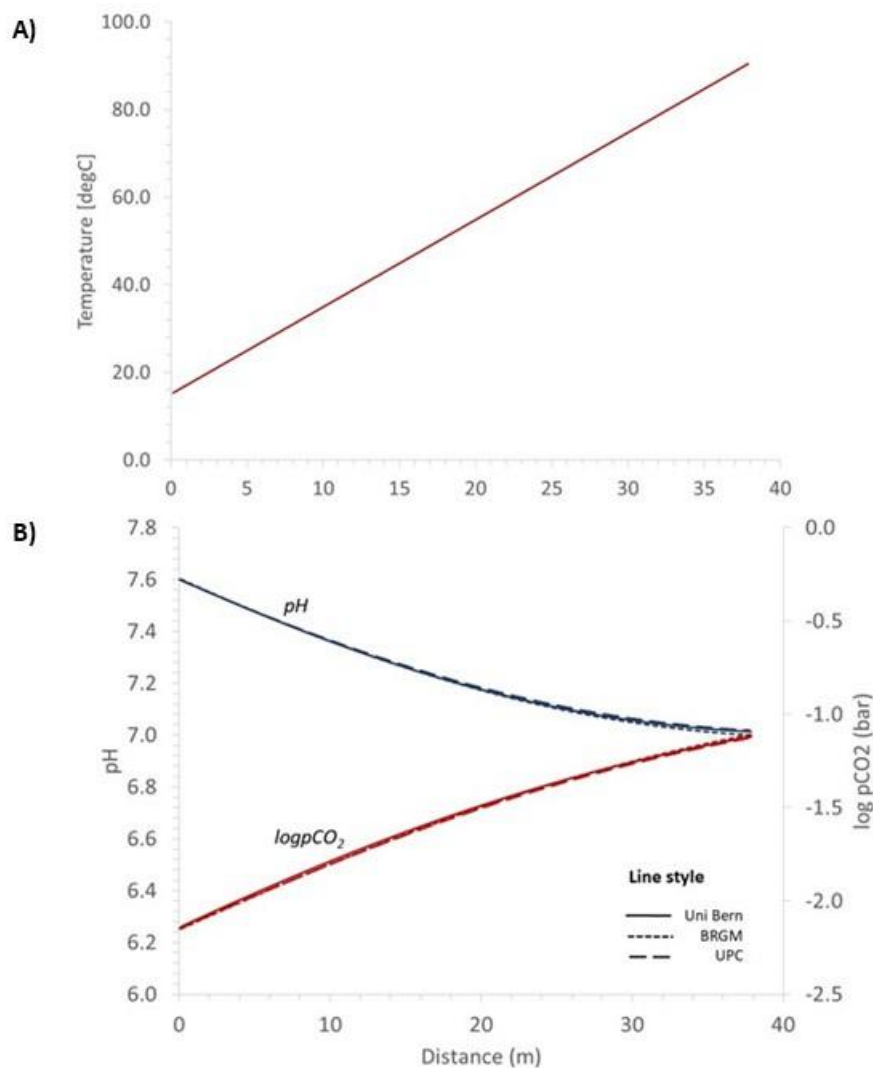 A)
100.0
80.0
60.0
40.0
20.0
0.0
Temperature [degC]
0 5 10 15 20 25 30 35 40
B)
7.8
7.6
7.4
7.2
7.0
6.8
6.6
6.4
6.2
6.0
pH
0.0
-0.5
-1.0
-1.5
-2.0
-2.5
log pCO2 (bar)
pH
logpCO₂
Line style
Uni Bern
BRGM
UPC
0 10 20 30 40
Distance (m)